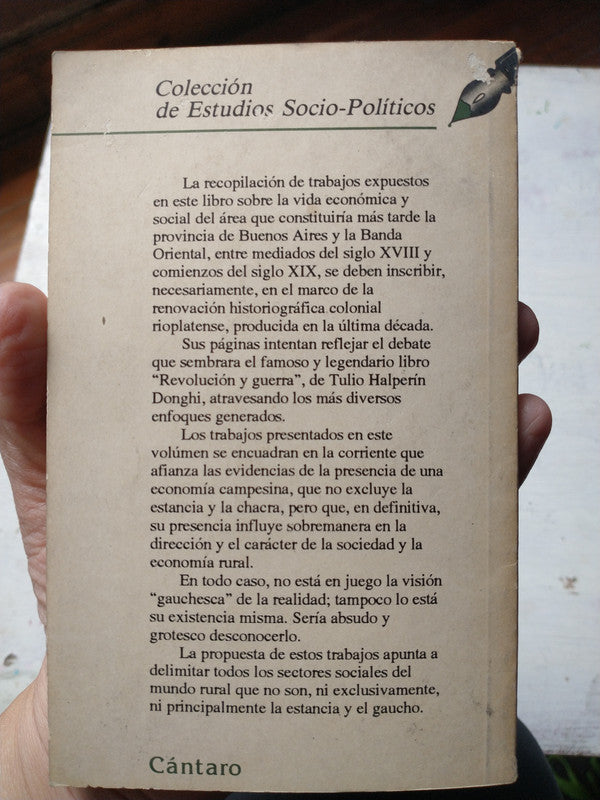 Colección
de Estudios Socio-Políticos
La recopilación de trabajos expuestos
en este libro sobre la vida económica y
social del área que constituiría más tarde la
provincia de Buenos Aires y la Banda
Oriental, entre mediados del siglo XVIII y
comienzos del siglo XIX, se deben inscribir,
necesariamente, en el marco de la
renovación historiográfica colonial
rioplatense, producida en la última década.
Sus páginas intentan reflejar el debate
que sembrara el famoso y legendario libro
“Revolución y guerra”, de Tulio Halperín
Donghi, atravesando los más diversos
enfoques generados.
Los trabajos presentados en este
volúmen se encuadran en la corriente que
afianza las evidencias de la presencia de una
economía campesina, que no excluye la
estancia y la chacra, pero que, en definitiva,
su presencia influye sobremanera en la
dirección y el carácter de la sociedad y la
economía rural.
En todo caso, no está en juego la visión
“gauchesca” de la realidad; tampoco lo está
su existencia misma. Sería absudo y
grotesco desconocerlo.
La propuesta de estos trabajos apunta a
delimitar todos los sectores sociales del
mundo rural que no son, ni exclusivamente,
ni principalmente la estancia y el gaucho.
Cántaro